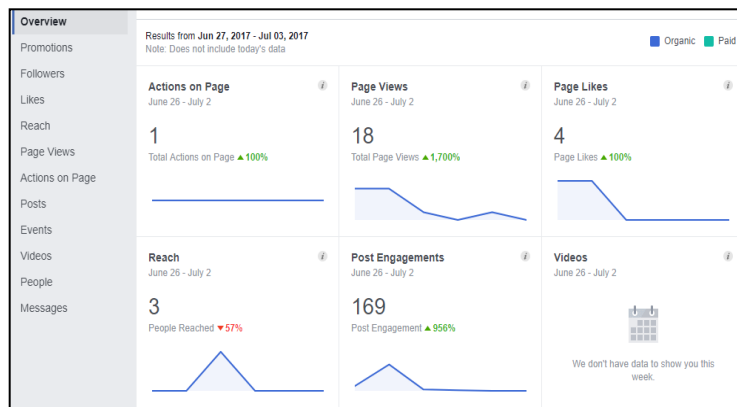 Overview
Promotions
Followers
Likes
Reach
Page Views
Actions on Page
Posts
Events
Videos
People
Messages
Results from Jun 27, 2017 - Jul 03, 2017
Note: Does not include today's data
Organic Paid
Actions on Page i
June 26 - July 2
1
Total Actions on Page ▲100%
Page Views i
June 26 - July 2
18
Total Page Views ▲1,700%
Page Likes i
June 26 - July 2
4
Page Likes ▲100%
Reach i
June 26 - July 2
3
People Reached ▼57%
Post Engagements i
June 26 - July 2
169
Post Engagement ▲956%
Videos i
June 26 - July 2
We don't have data to show you this
week.